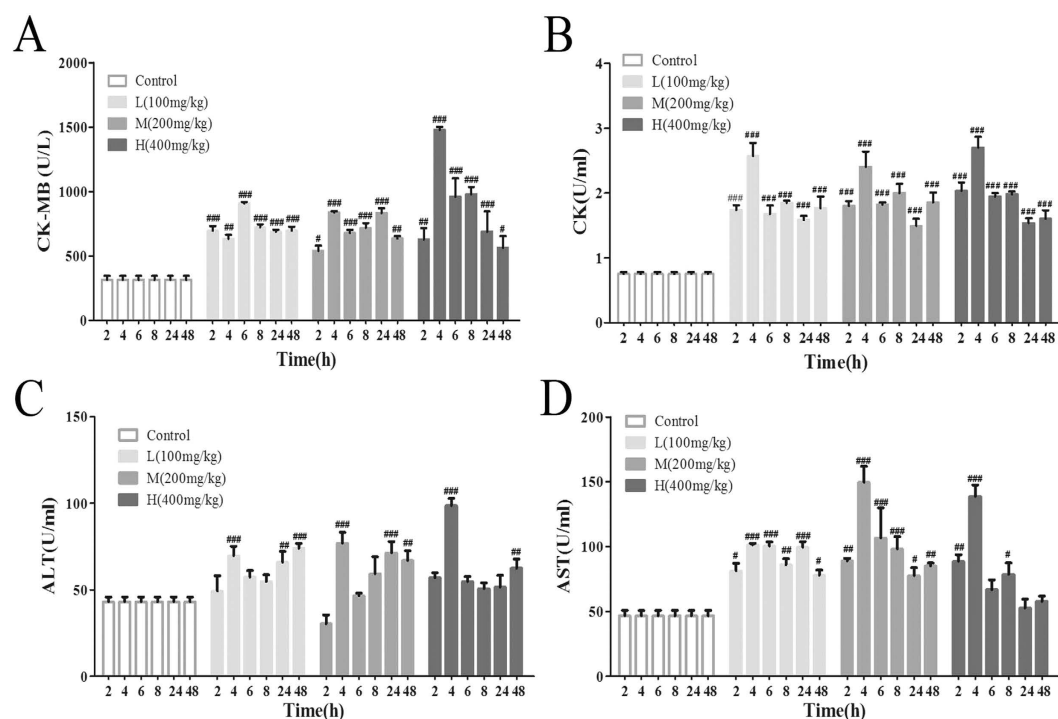 A
CK-MB (U/L)
2000
1500
1000
500
0
Control
L(100mg/kg)
M(200mg/kg)
H(400mg/kg)
### ## ### ### ### ###
# ### ### ### ### ##
## ### ### ### ### #
2 4 6 8 24 48 2 4 6 8 24 48 2 4 6 8 24 48 2 4 6 8 24 48
Time(h)
B
CK(U/ml)
4
3
2
1
0
Control
L(100mg/kg)
M(200mg/kg)
H(400mg/kg)
### ### ### ### ### ###
### ### ### ### ### ###
### ### ### ### ### ###
2 4 6 8 24 48 2 4 6 8 24 48 2 4 6 8 24 48 2 4 6 8 24 48
Time(h)
C
ALT(U/ml)
150
100
50
0
Control
L(100mg/kg)
M(200mg/kg)
H(400mg/kg)
### ## ###
### ### ##
### ##
2 4 6 8 24 48 2 4 6 8 24 48 2 4 6 8 24 48 2 4 6 8 24 48
Time(h)
D
AST(U/ml)
200
150
100
50
0
Control
L(100mg/kg)
M(200mg/kg)
H(400mg/kg)
# ### ### ## ### #
## ### ### ### # ##
## ### #
2 4 6 8 24 48 2 4 6 8 24 48 2 4 6 8 24 48 2 4 6 8 24 48
Time(h)